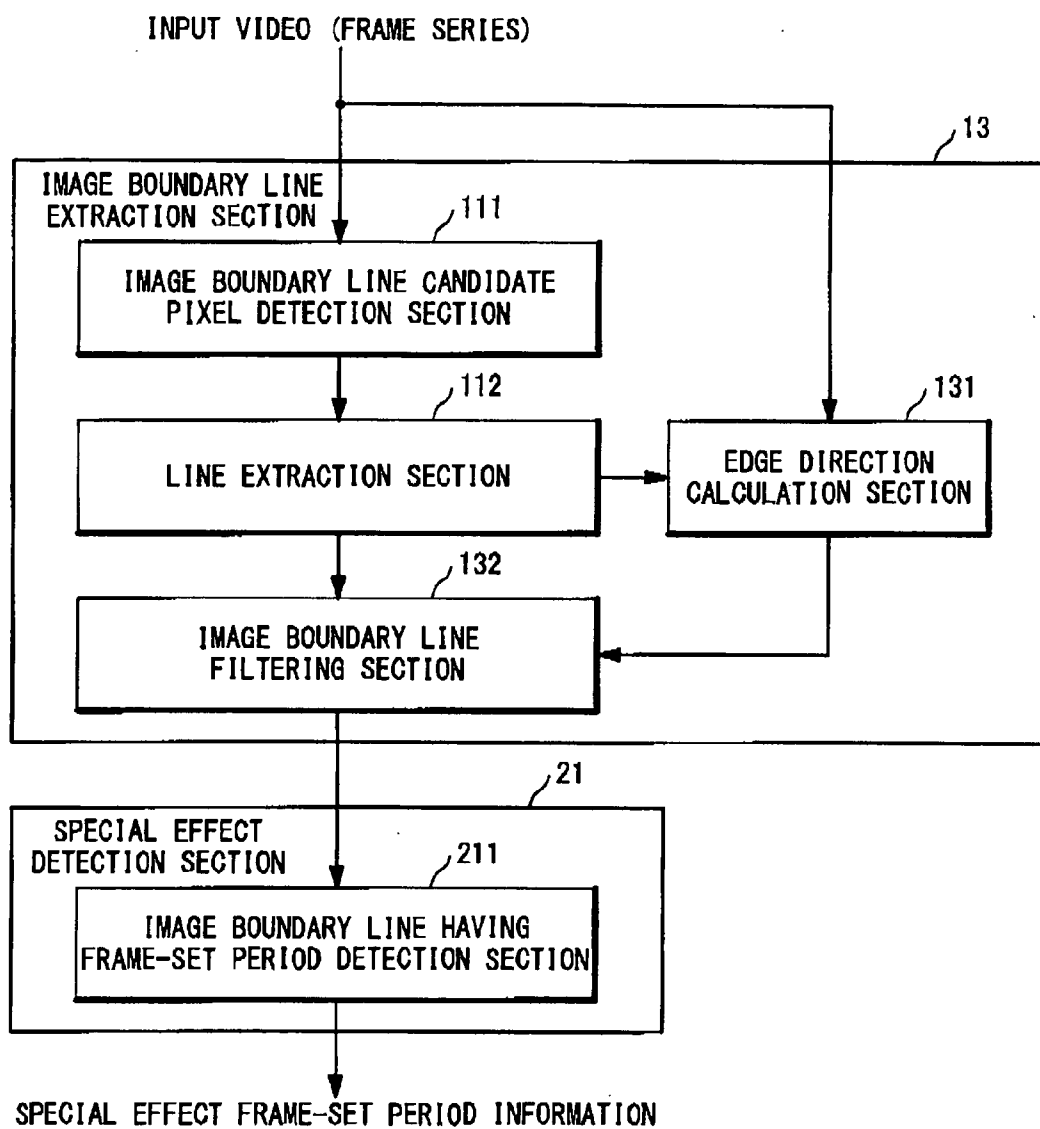 INPUT VIDEO (FRAME SERIES)
13
IMAGE BOUNDARY LINE
EXTRACTION SECTION
111
IMAGE BOUNDARY LINE CANDIDATE
PIXEL DETECTION SECTION
112
LINE EXTRACTION SECTION
131
EDGE DIRECTION
CALCULATION SECTION
132
IMAGE BOUNDARY LINE
FILTERING SECTION
21
SPECIAL EFFECT
DETECTION SECTION
211
IMAGE BOUNDARY LINE HAVING
FRAME-SET PERIOD DETECTION SECTION
SPECIAL EFFECT FRAME-SET PERIOD INFORMATION